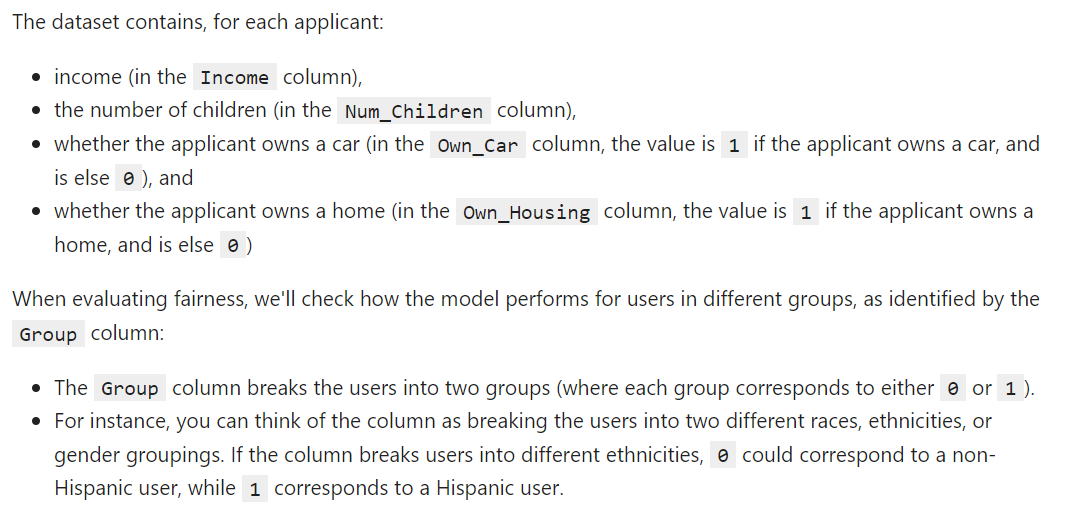 The dataset contains, for each applicant:
• income (in the Income column),
• the number of children (in the Num_Children column),
• whether the applicant owns a car (in the Own_Car column, the value is 1 if the applicant owns a car, and
is else 0 ), and
• whether the applicant owns a home (in the Own_Housing column, the value is 1 if the applicant owns a
home, and is else 0 )
When evaluating fairness, we'll check how the model performs for users in different groups, as identified by the
Group column:
• The Group column breaks the users into two groups (where each group corresponds to either 0 or 1 ).
• For instance, you can think of the column as breaking the users into two different races, ethnicities, or
gender groupings. If the column breaks users into different ethnicities, 0 could correspond to a non-
Hispanic user, while 1 corresponds to a Hispanic user.